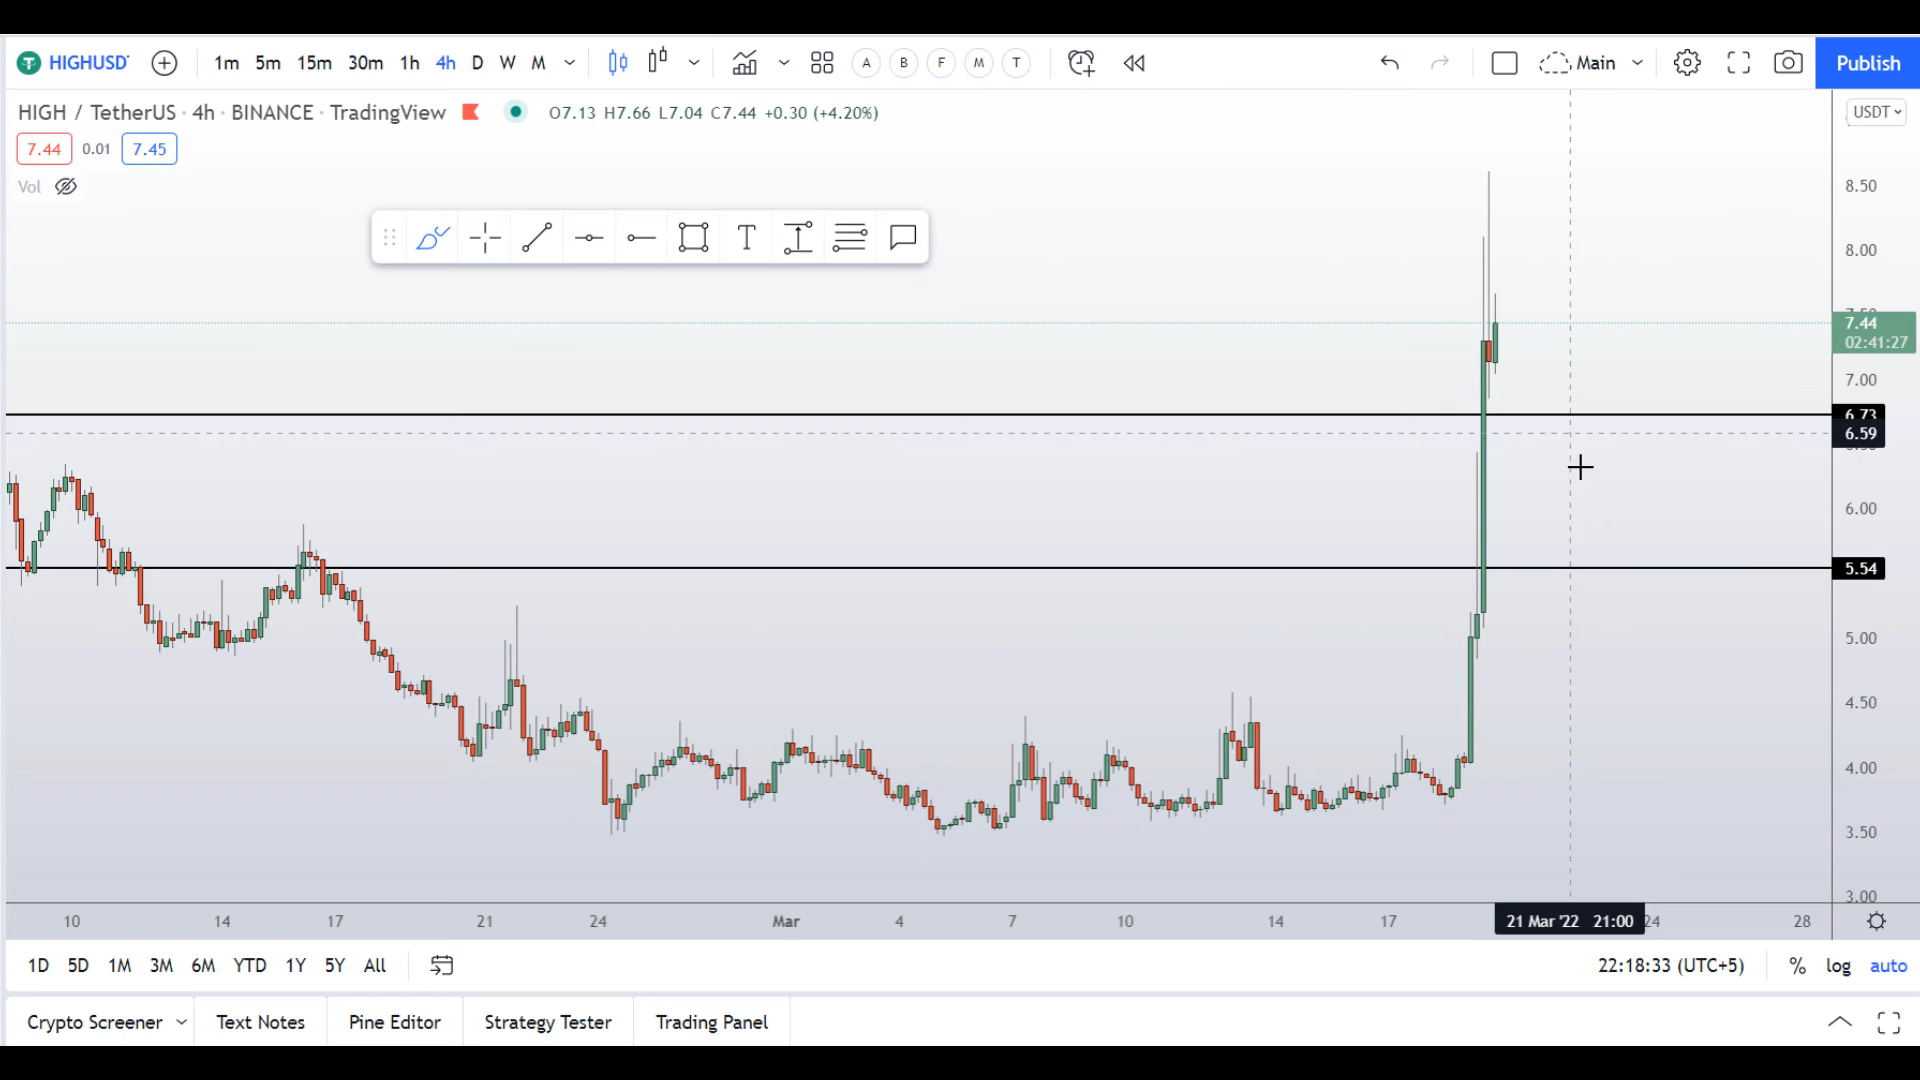 HIGHUSDT 1m 5m 15m 30m 1h 4h D W M A B F M T Main Publish
HIGH / TetherUS · 4h · BINANCE · TradingView O7.13 H7.66 L7.04 C7.44 +0.30 (+4.20%) USDT
7.44 0.01 7.45
Vol
8.50
8.00
7.44
02:41:27
7.00
6.73
6.59
6.00
5.54
5.00
4.50
4.00
3.50
3.00
10 14 17 21 24 Mar 4 7 10 14 17 21 Mar '22 21:00 24 28
1D 5D 1M 3M 6M YTD 1Y 5Y All 22:18:33 (UTC+5) % log auto
Crypto Screener Text Notes Pine Editor Strategy Tester Trading Panel